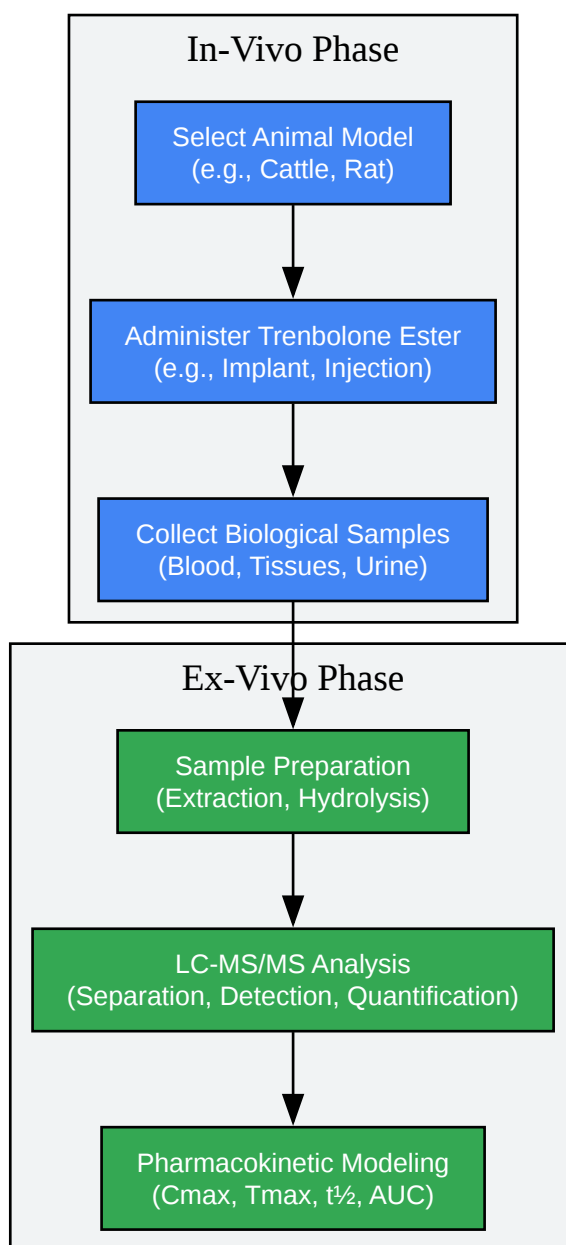 In-Vivo Phase
Select Animal Model
(e.g., Cattle, Rat)
Administer Trenbolone Ester
(e.g., Implant, Injection)
Collect Biological Samples
(Blood, Tissues, Urine)
Ex-Vivo Phase
Sample Preparation
(Extraction, Hydrolysis)
LC-MS/MS Analysis
(Separation, Detection, Quantification)
Pharmacokinetic Modeling
(Cmax, Tmax, t½, AUC)